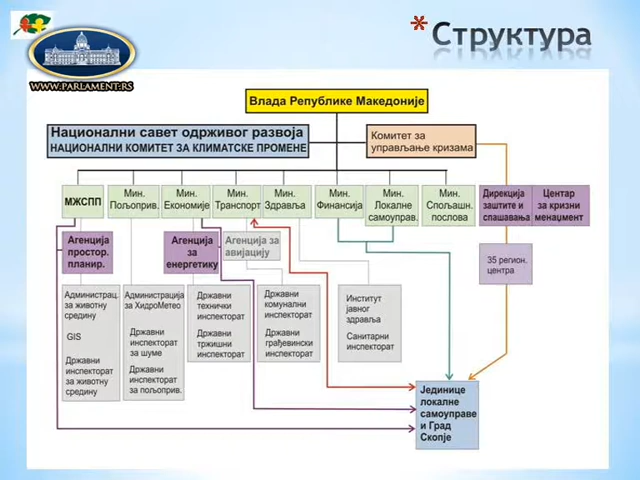 * Структура
WWW.PARLAMENT.RS
Влада Републике Македоније
Национални савет одрживог развоја
НАЦИОНАЛНИ КОМИТЕТ ЗА КЛИМАТСКЕ ПРОМЕНЕ
Комитет за
управљање кризама
МЖСПП
Мин.
Пољоприв.
Мин.
Економије
Мин.
Транспорт
Мин.
Здравља
Мин.
Финансија
Мин.
Локалне
самоуправ.
Мин.
Спољашн.
послова
Дирекција
заштите и
спашавања
Центар
за кризни
менаџмент
Агенција
простор.
планир.
Агенција
за
енергетику
Агенција за
авијацију
35 регион.
центра
Администрац.
за животну
средину
GIS
Државни
инспекторат
за животну
средину
Администрација
за ХидроМетео
Државни
инспекторат
за шуме
Државни
инспекторат
за пољоприв.
Државни
технички
инспекторат
Државни
тржишни
инспекторат
Државни
комунални
инспекторат
Државни
грађевински
инспекторат
Институт
јавног
здравља
Санитарни
инспекторат
Јединице
локалне
самоуправе
и Град
Скопје